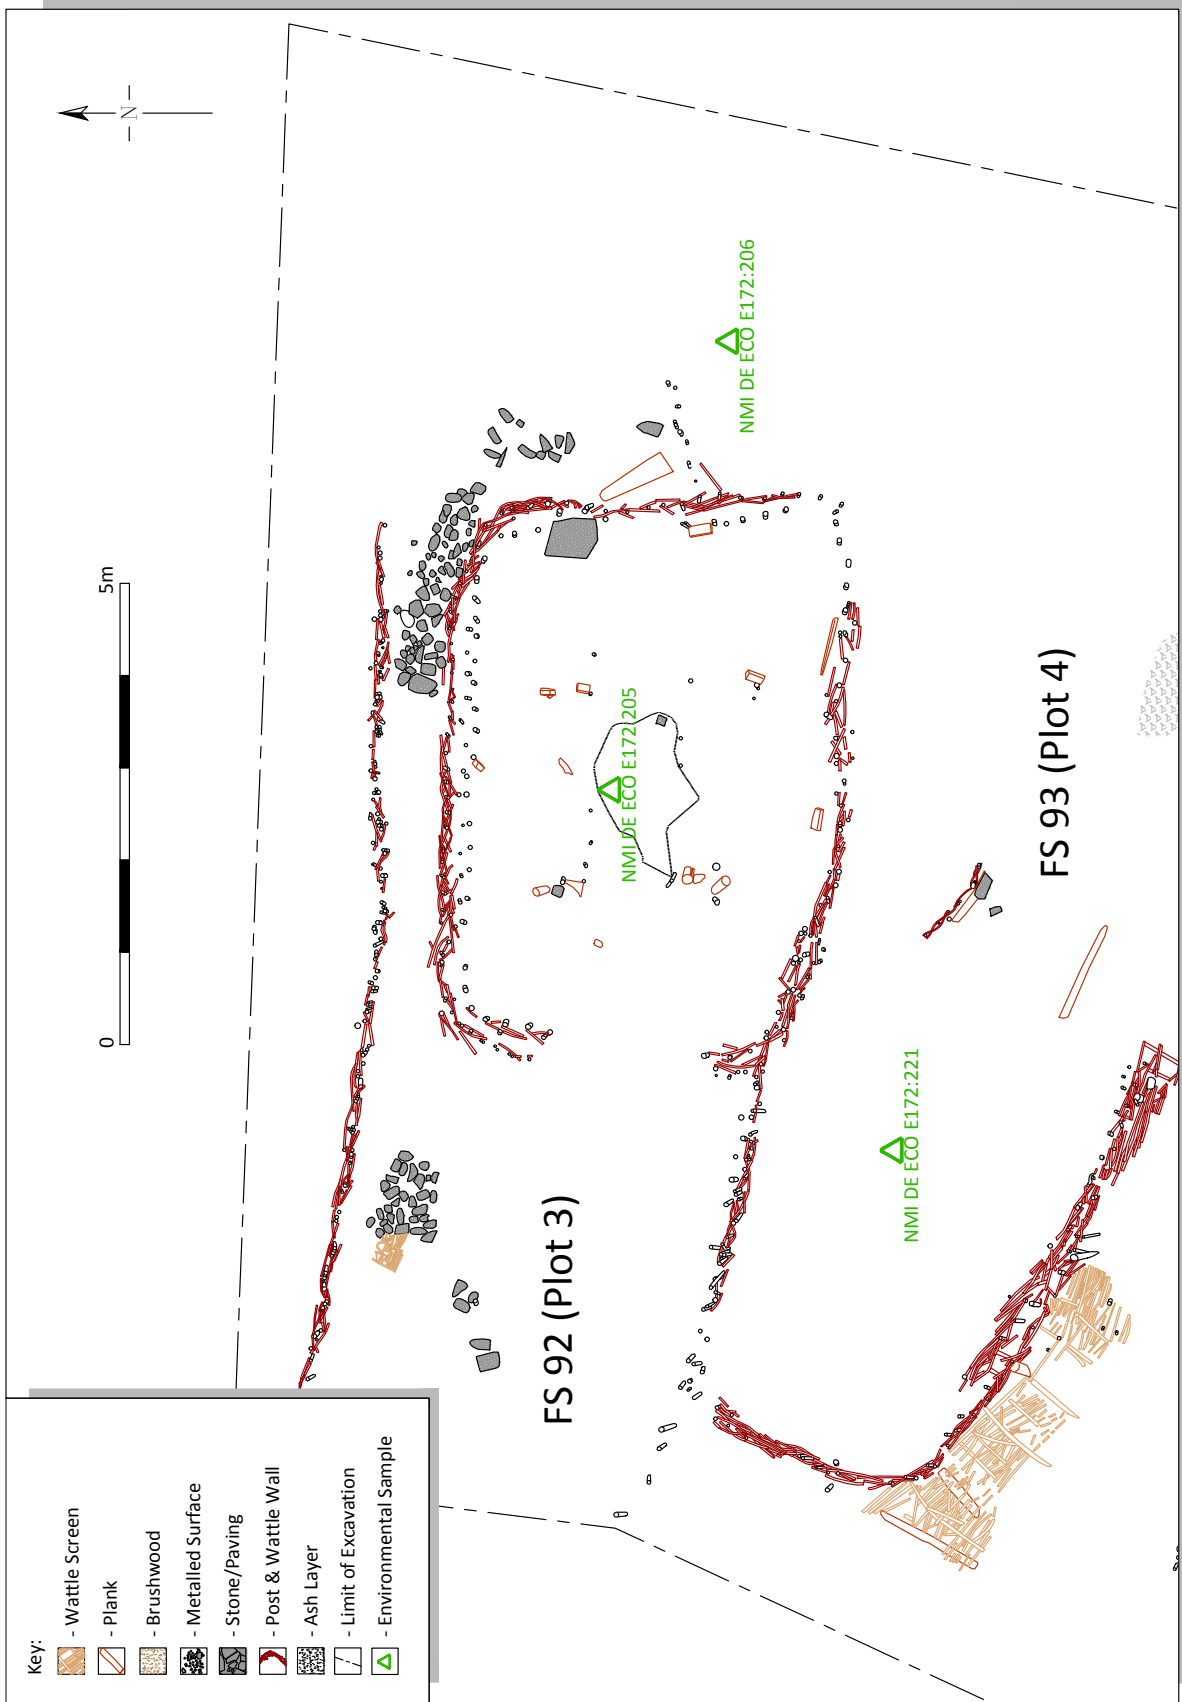 Key:
- Wattle Screen
- Plank
- Brushwood
- Metalled Surface
- Stone/Paving
- Post & Wattle Wall
- Ash Layer
- Limit of Excavation
- Environmental Sample
0
5m
N
FS 92 (Plot 3)
NMI DE ECO E172:205
NMI DE ECO E172:206
NMI DE ECO E172:221
FS 93 (Plot 4)